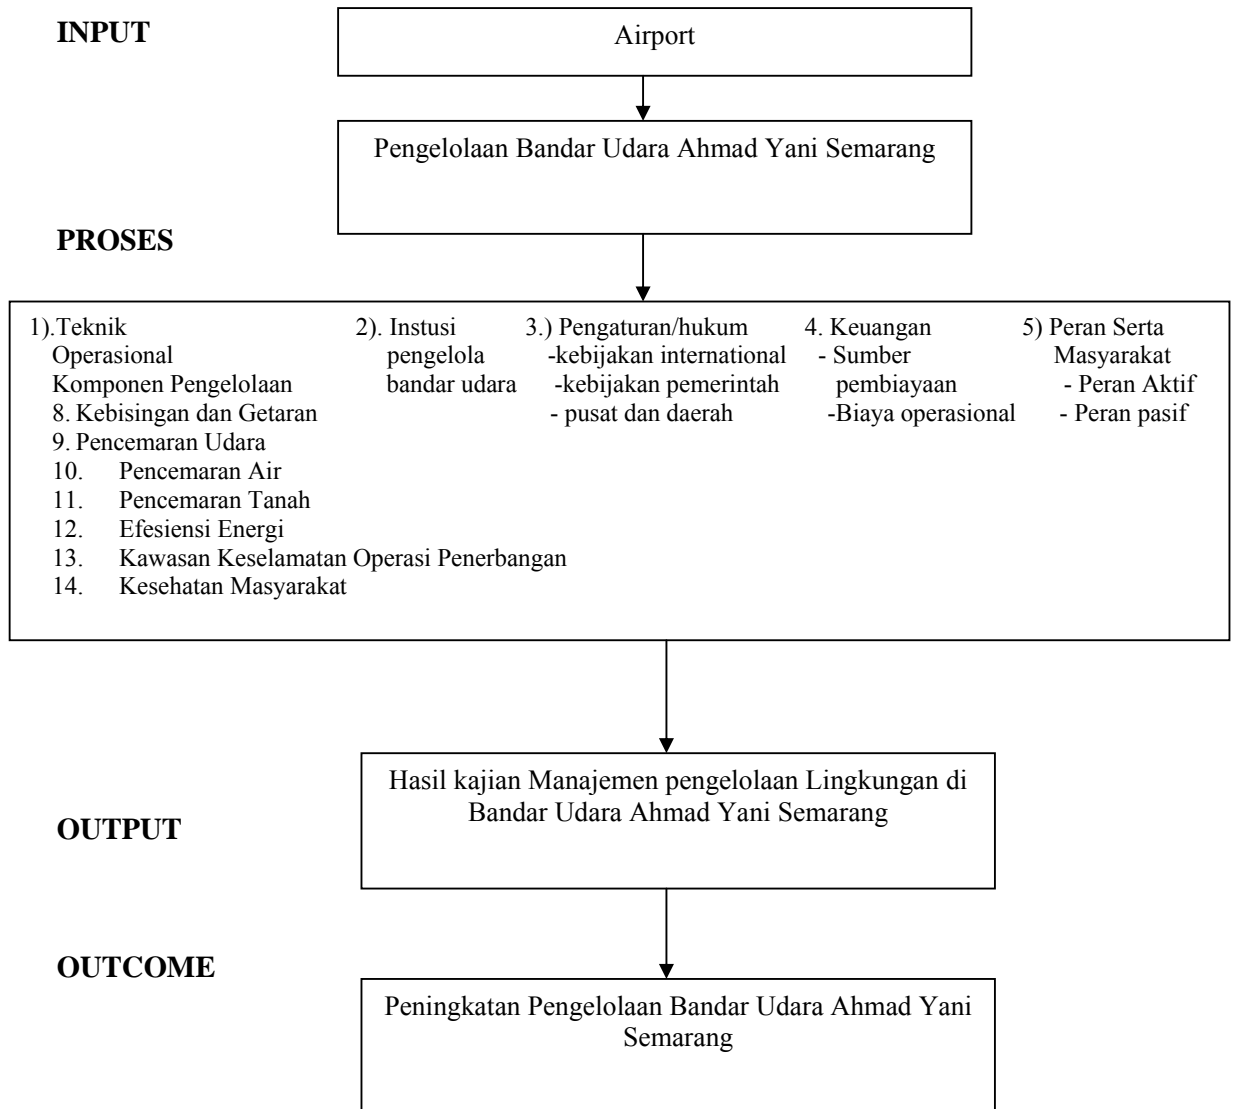 INPUT
Airport
Pengelolaan Bandar Udara Ahmad Yani Semarang
PROSES
1).Teknik
Operasional
Komponen Pengelolaan
8. Kebisingan dan Getaran
9. Pencemaran Udara
10. Pencemaran Air
11. Pencemaran Tanah
12. Efesiensi Energi
13. Kawasan Keselamatan Operasi Penerbangan
14. Kesehatan Masyarakat
2). Instusi
pengelola
bandar udara
3.) Pengaturan/hukum
-kebijakan international
-kebijakan pemerintah
- pusat dan daerah
4. Keuangan
- Sumber
pembiayaan
-Biaya operasional
5) Peran Serta
Masyarakat
- Peran Aktif
- Peran pasif
Hasil kajian Manajemen pengelolaan Lingkungan di
Bandar Udara Ahmad Yani Semarang
OUTPUT
OUTCOME
Peningkatan Pengelolaan Bandar Udara Ahmad Yani
Semarang